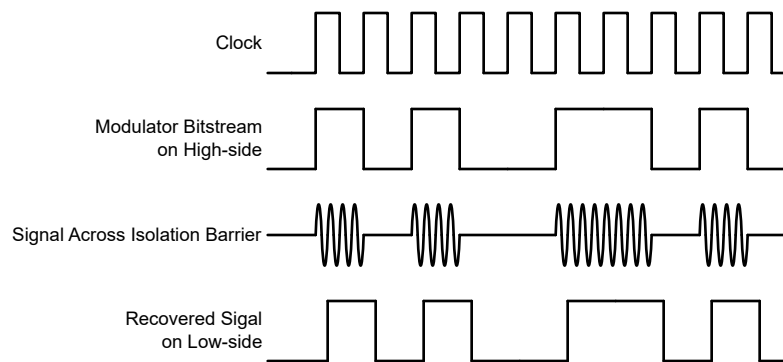 Clock
Modulator Bitstream
on High-side
Signal Across Isolation Barrier
Recovered Sigal
on Low-side